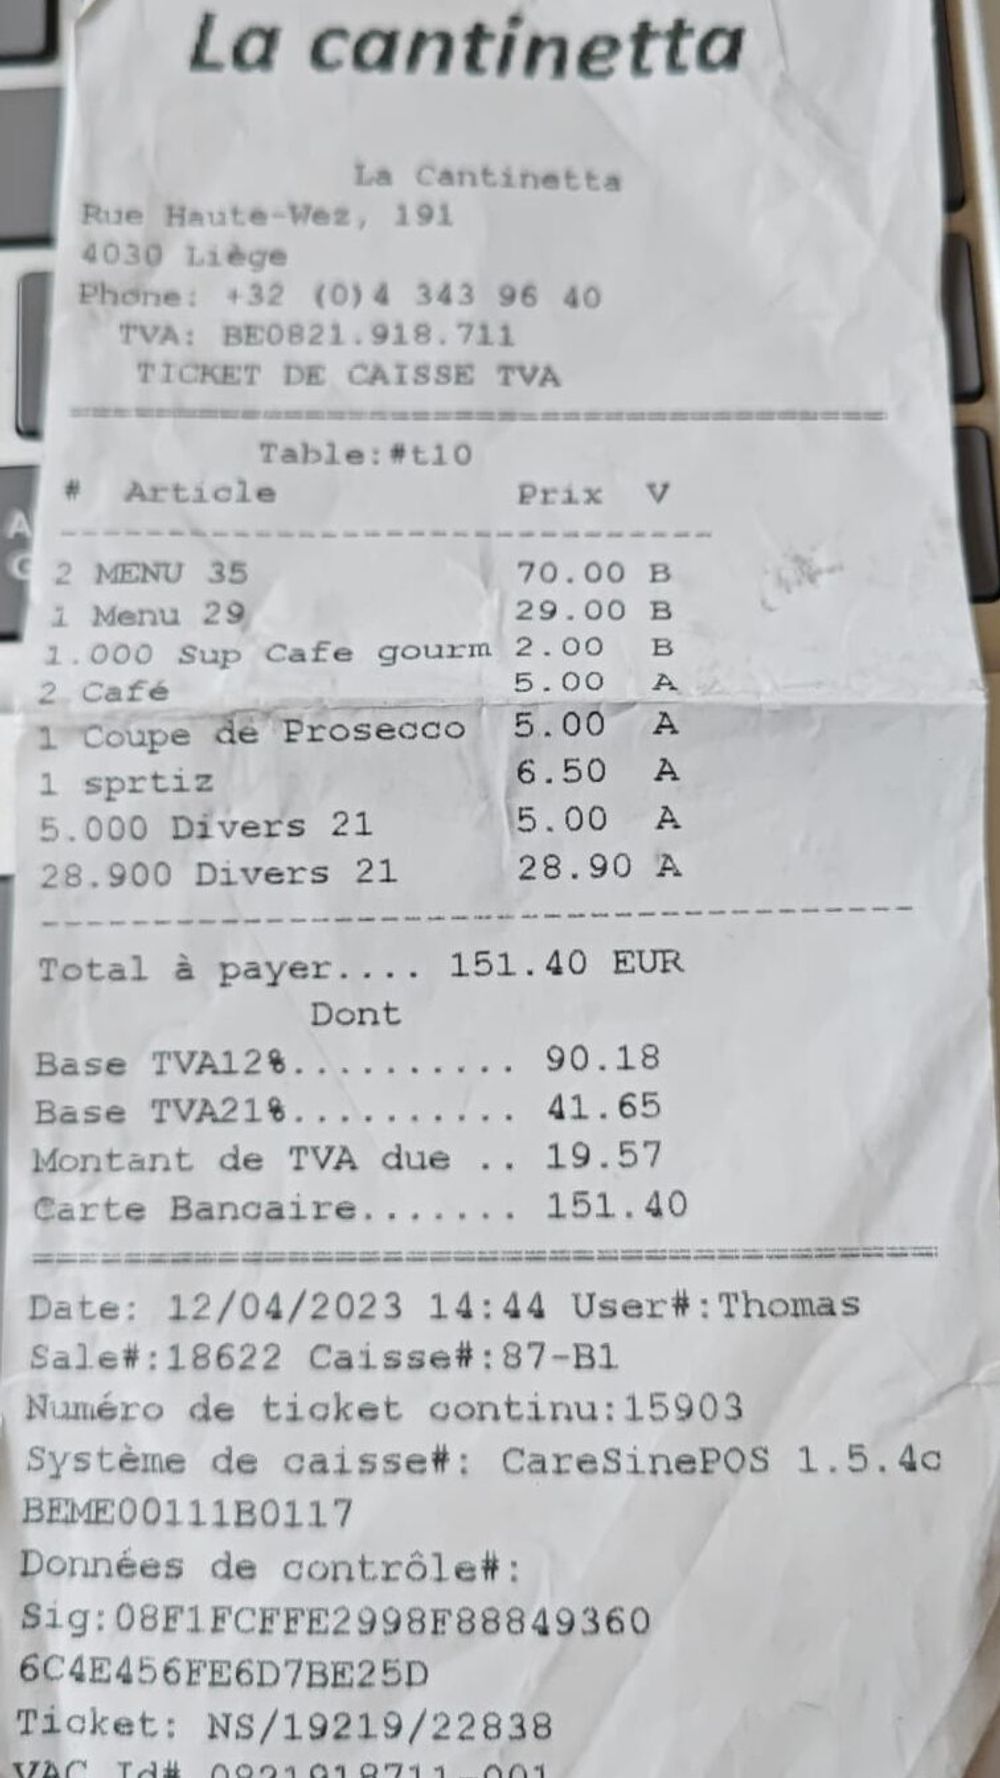 La cantinetta
La Cantinetta
Rue Haute-Wez, 191
4030 Liège
Phone: +32 (0)4 343 96 40
TVA: BE0821.918.711
TICKET DE CAISSE TVA
Table:#t10
# Article Prix V
2 MENU 35 70.00 B
1 Menu 29 29.00 B
1.000 Sup Cafe gourm 2.00 B
2 Café 5.00 A
1 Coupe de Prosecco 5.00 A
1 sprtiz 6.50 A
5.000 Divers 21 5.00 A
28.900 Divers 21 28.90 A
Total à payer.... 151.40 EUR
Dont
Base TVA12%.......... 90.18
Base TVA21%.......... 41.65
Montant de TVA due .. 19.57
Carte Bancaire....... 151.40
Date: 12/04/2023 14:44 User#:Thomas
Sale#:18622 Caisse#:87-B1
Numéro de ticket continu:15903
Système de caisse#: CareSinePOS 1.5.4c
BEME00111B0117
Données de contrôle#:
Sig:08F1FCFFE2998F88849360
6C4E456FE6D7BE25D
Ticket: NS/19219/22838
VAC Id# 0821918711-001